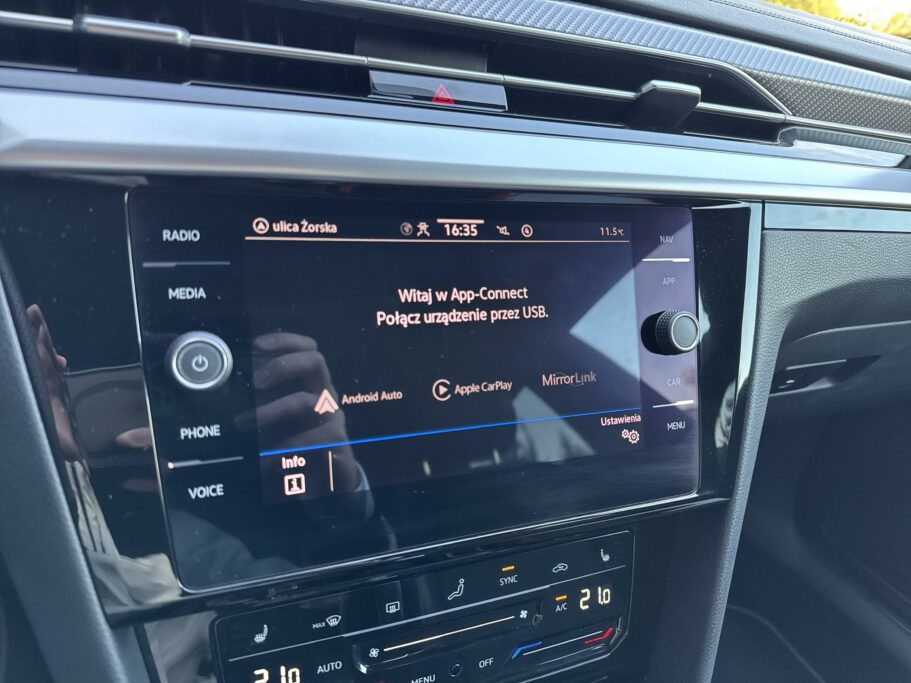 RADIO
MEDIA
PHONE
VOICE
ulica Żorska
16:35
11.5°C
Witaj w App-Connect
Połącz urządzenie przez USB.
Android Auto
Apple CarPlay
MirrorLink
Ustawienia
Info
NAV
APP
CAR
MENU
MAX
SYNC
A/C
21.0
21.0
AUTO
MENU
OFF